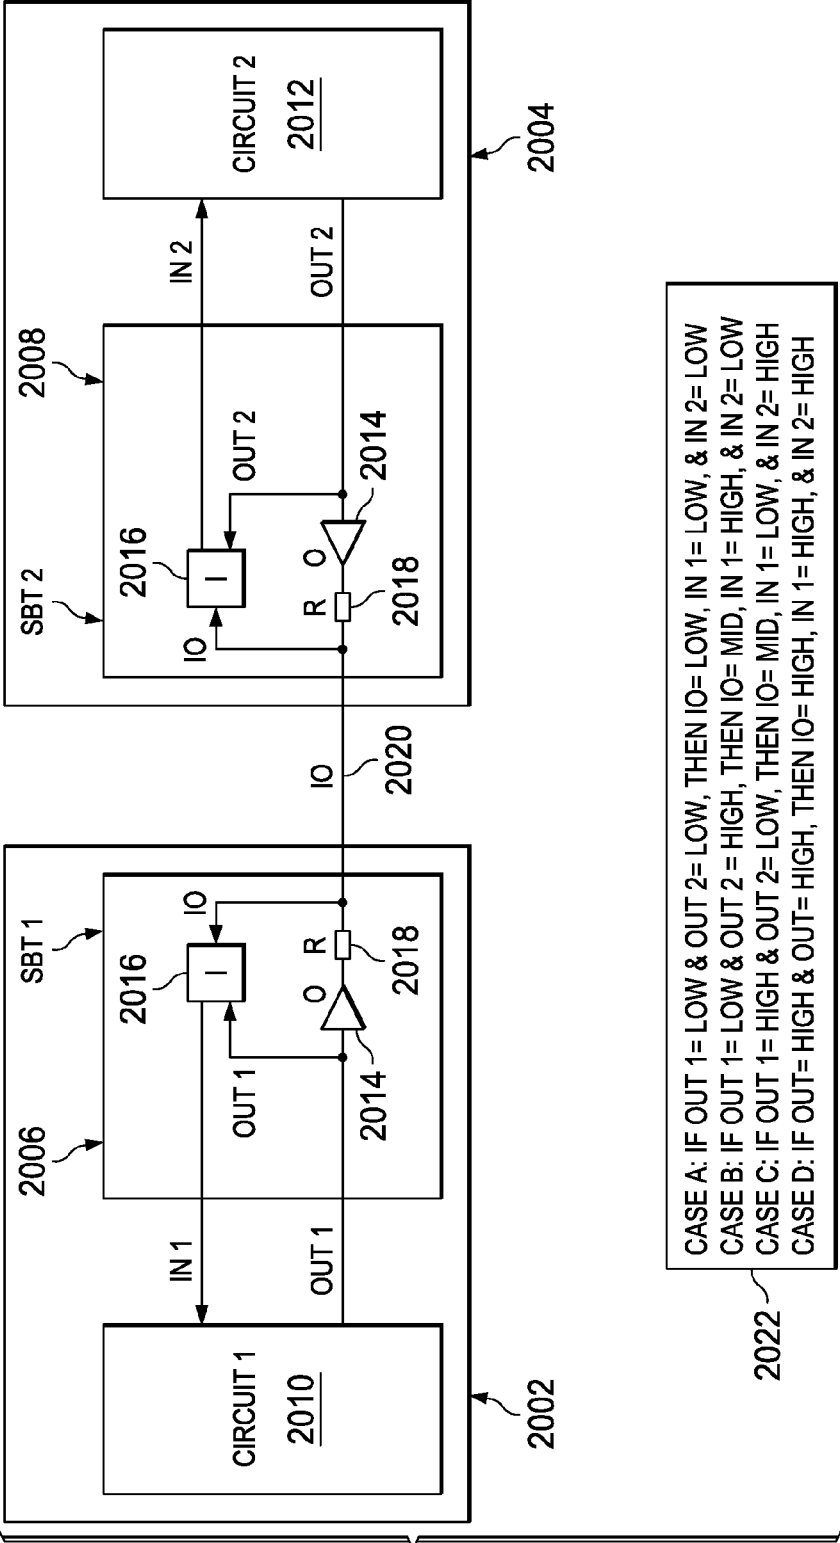 CIRCUIT 1
2010
2002
IN 1
OUT 1
2006
SBT 1
OUT 1
2016
I
IO
2014
O
R
2018
IO
2020
SBT 2
2008
IO
2016
I
OUT 2
R
2018
O
2014
IN 2
OUT 2
CIRCUIT 2
2012
2004
CASE A: IF OUT 1= LOW & OUT 2= LOW, THEN IO= LOW, IN 1= LOW, & IN 2= LOW
CASE B: IF OUT 1= LOW & OUT 2 = HIGH, THEN IO= MID, IN 1= HIGH, & IN 2= LOW
CASE C: IF OUT 1= HIGH & OUT 2= LOW, THEN IO= MID, IN 1= LOW, & IN 2= HIGH
CASE D: IF OUT= HIGH & OUT= HIGH, THEN IO= HIGH, IN 1= HIGH, & IN 2= HIGH
2022